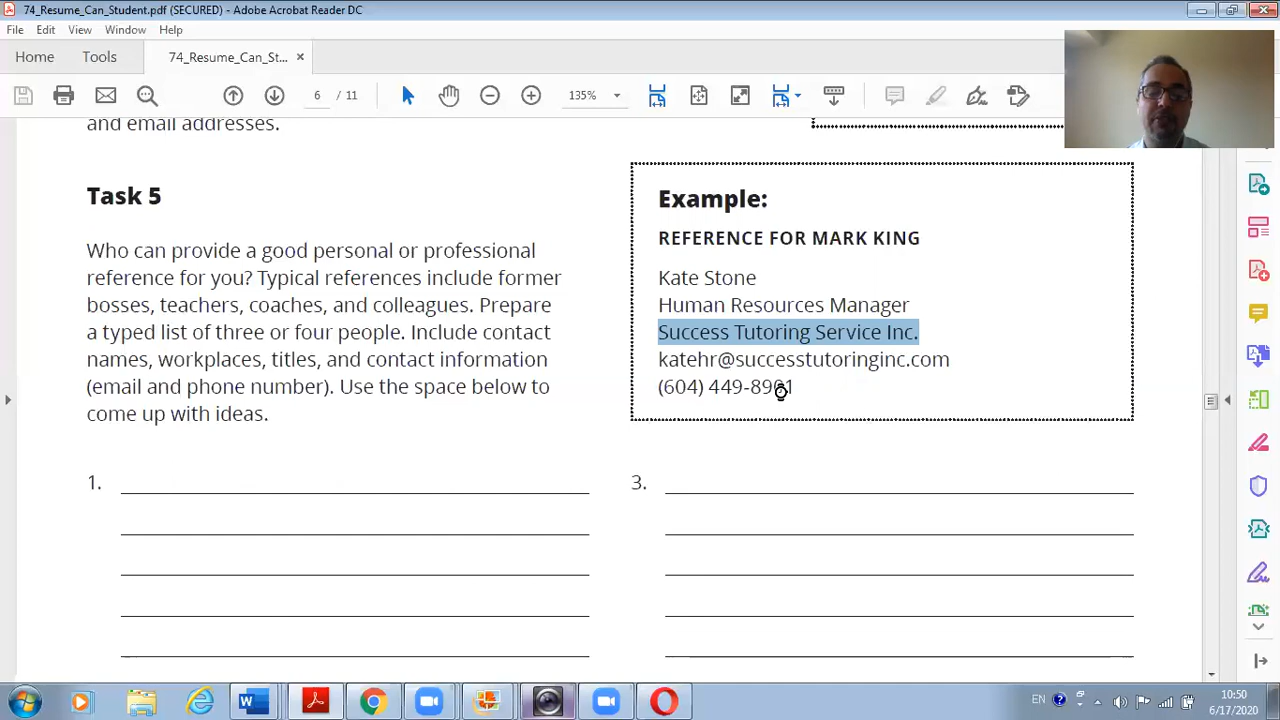 74_Resume_Can_Student.pdf (SECURED) - Adobe Acrobat Reader DC
File Edit View Window Help
Home Tools 74_Resume_Can_St... ×
6 / 11 135%
and email addresses.
Task 5
Who can provide a good personal or professional
reference for you? Typical references include former
bosses, teachers, coaches, and colleagues. Prepare
a typed list of three or four people. Include contact
names, workplaces, titles, and contact information
(email and phone number). Use the space below to
come up with ideas.
Example:
REFERENCE FOR MARK KING
Kate Stone
Human Resources Manager
Success Tutoring Service Inc.
katehr@successtutoringinc.com
(604) 449-8901
1.
3.
EN
10:50
6/17/2020